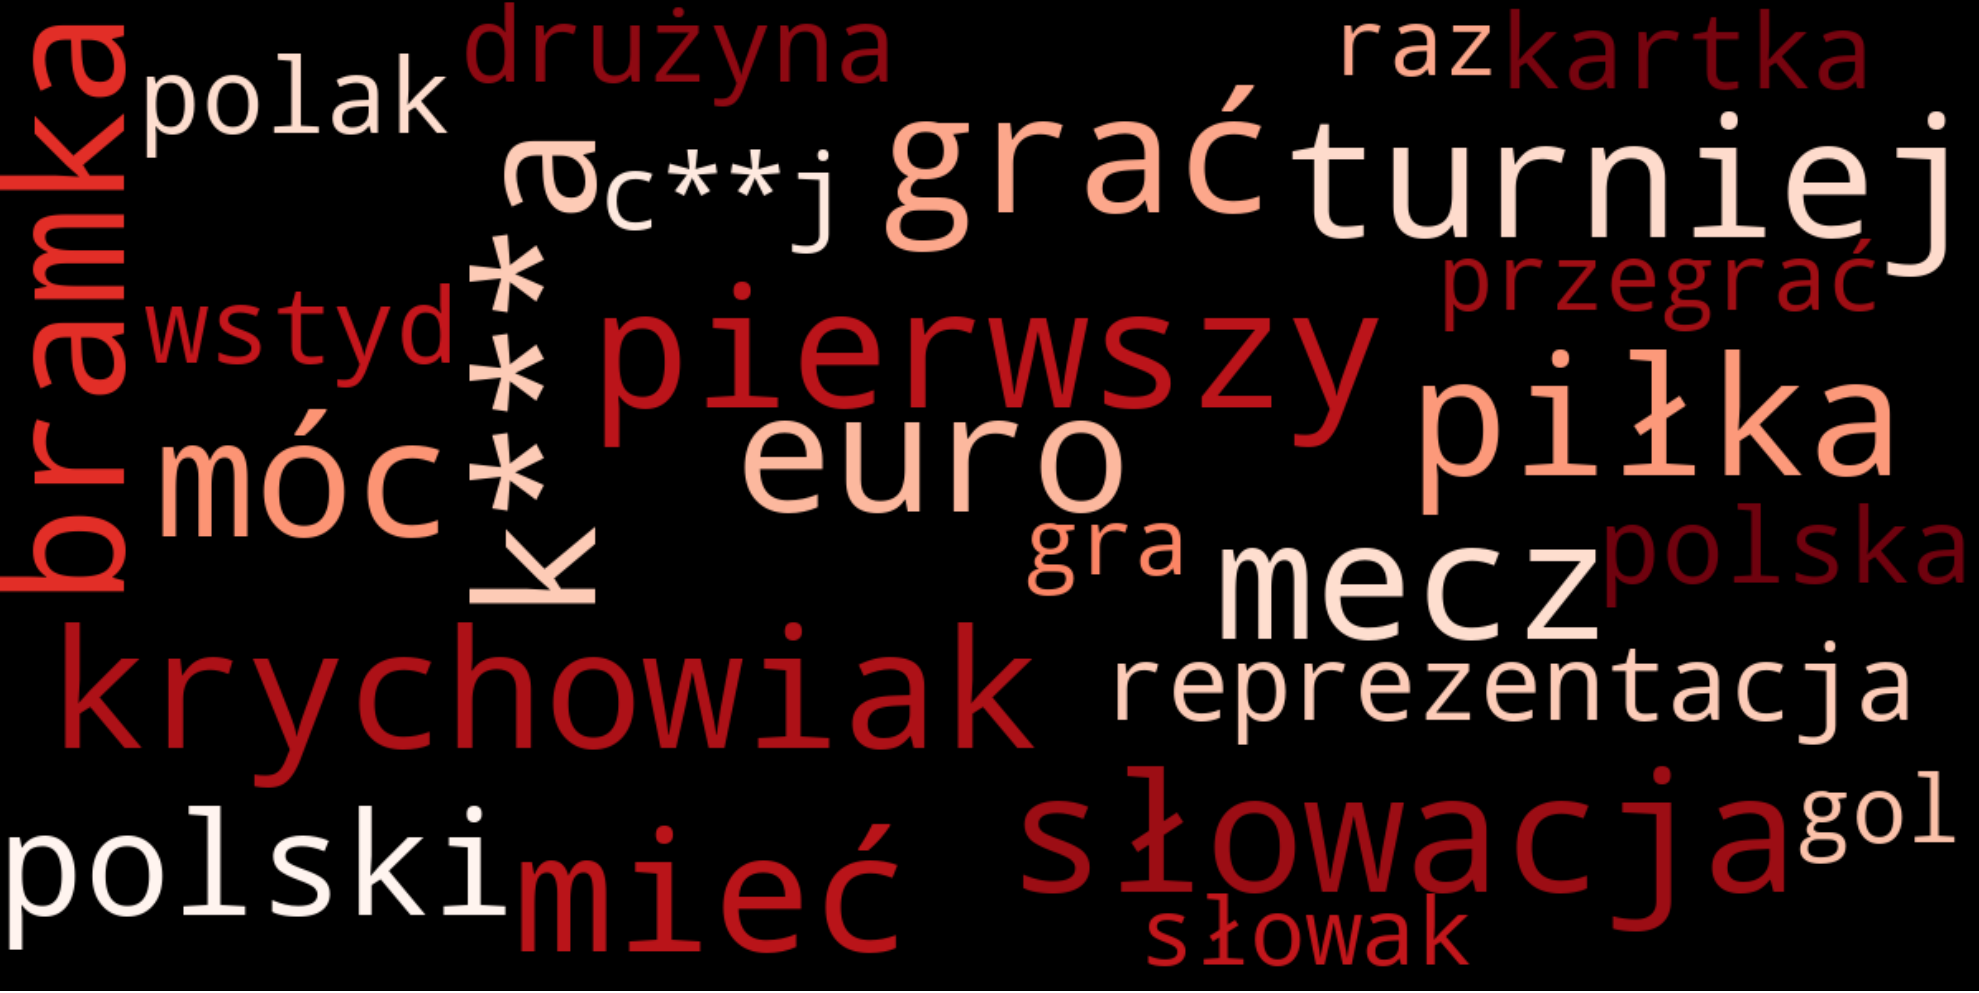 drużyna
raz
kartka
polak
bramka
grać
turniej
k***a
c**j
przegrać
wstyd
pierwszy
piłka
móc
euro
gra
mecz
polska
krychowiak
reprezentacja
słowacja
gol
polski
mieć
słowak